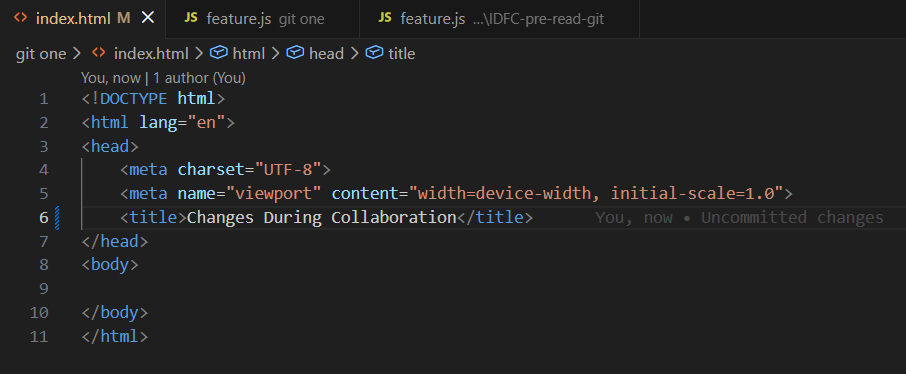 index.html M
JS feature.js git one
JS feature.js ...\IDFC-pre-read-git
git one > index.html > html > head > title
You, now | 1 author (You)
1 <!DOCTYPE html>
2 <html lang="en">
3 <head>
4 <meta charset="UTF-8">
5 <meta name="viewport" content="width=device-width, initial-scale=1.0">
6 <title>Changes During Collaboration</title> You, now • Uncommitted changes
7 </head>
8 <body>
9
10 </body>
11 </html>